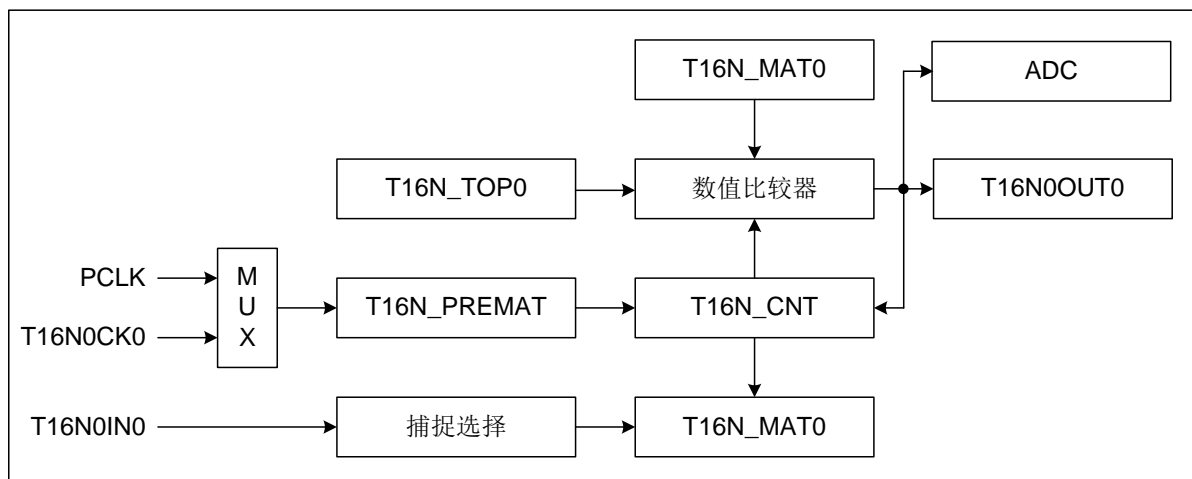 T16N_MAT0
ADC
T16N_TOP0
数值比较器
T16N0OUT0
PCLK
T16N0CK0
M
U
X
T16N_PREMAT
T16N_CNT
T16N0IN0
捕捉选择
T16N_MAT0